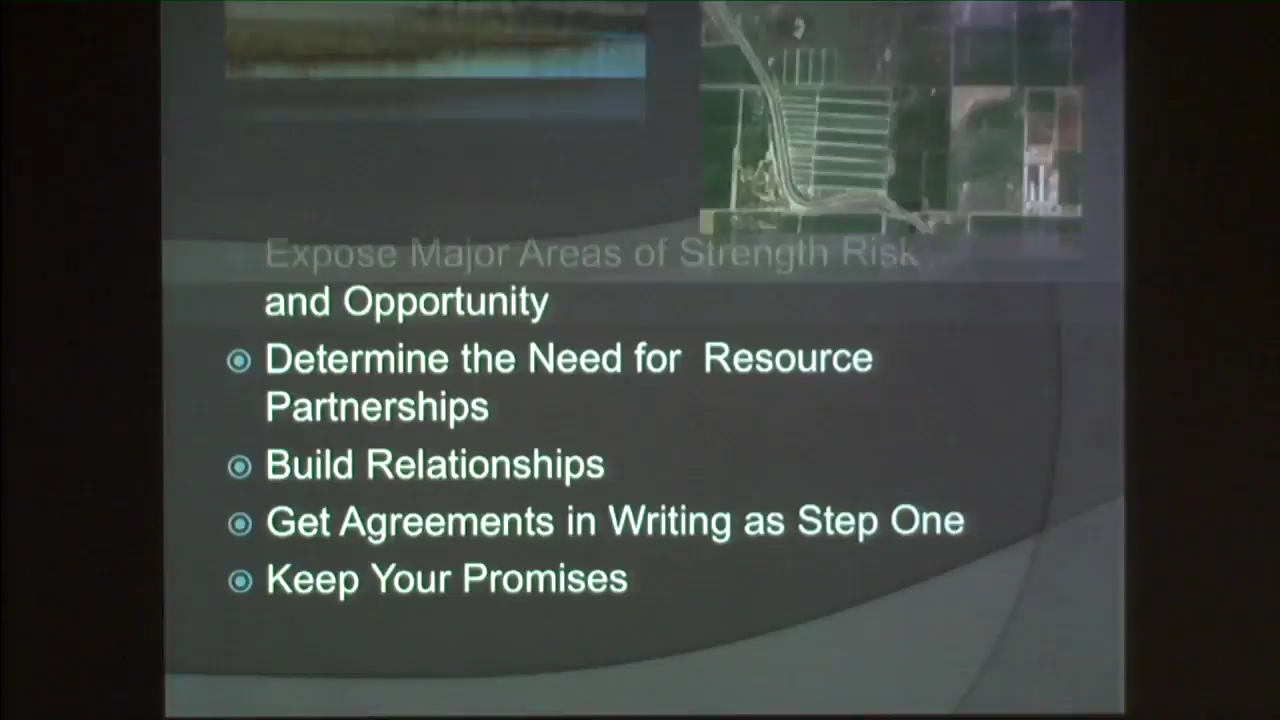 Expose Major Areas of Strength Risk
and Opportunity
Determine the Need for Resource
Partnerships
Build Relationships
Get Agreements in Writing as Step One
Keep Your Promises